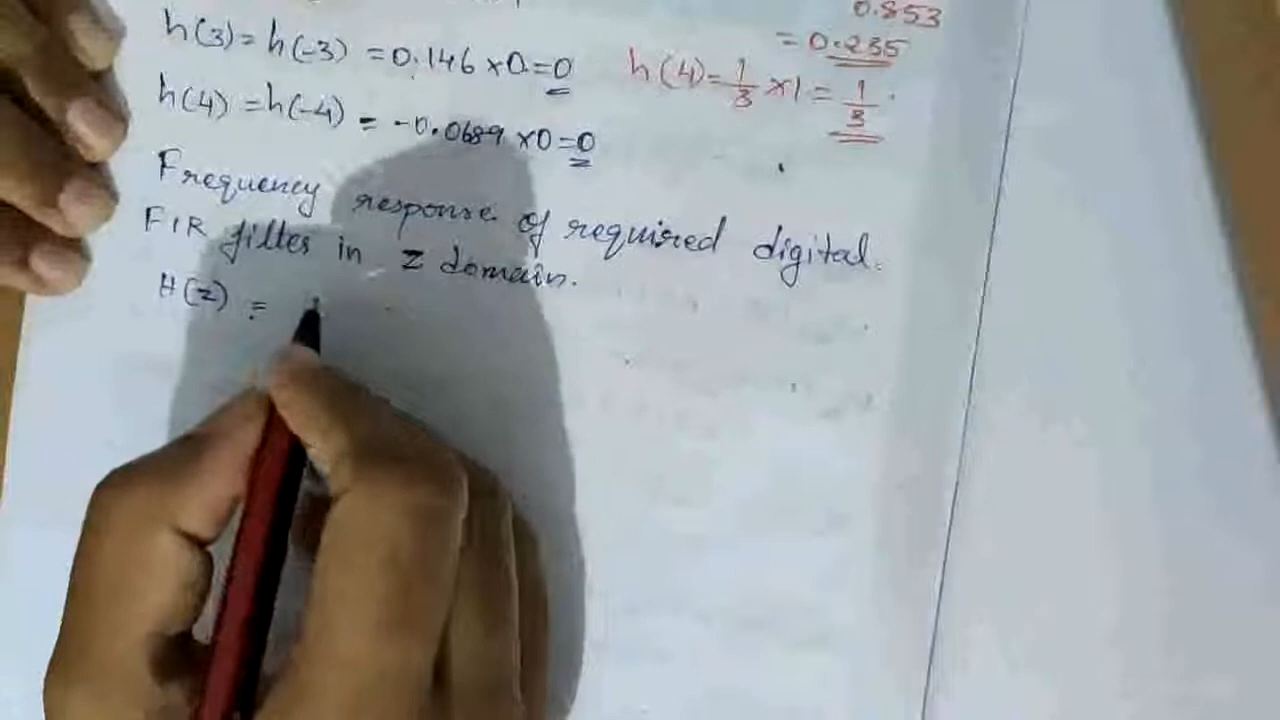 0.853
= 0.235
h(3) = h(-3) = 0.146 x 0 = 0
h(4) = 1/3 x 1 = 1/3
h(4) = h(-4) = -0.0689 x 0 = 0
Frequency response of required digital.
FIR filtes in z domain.
H(z) =